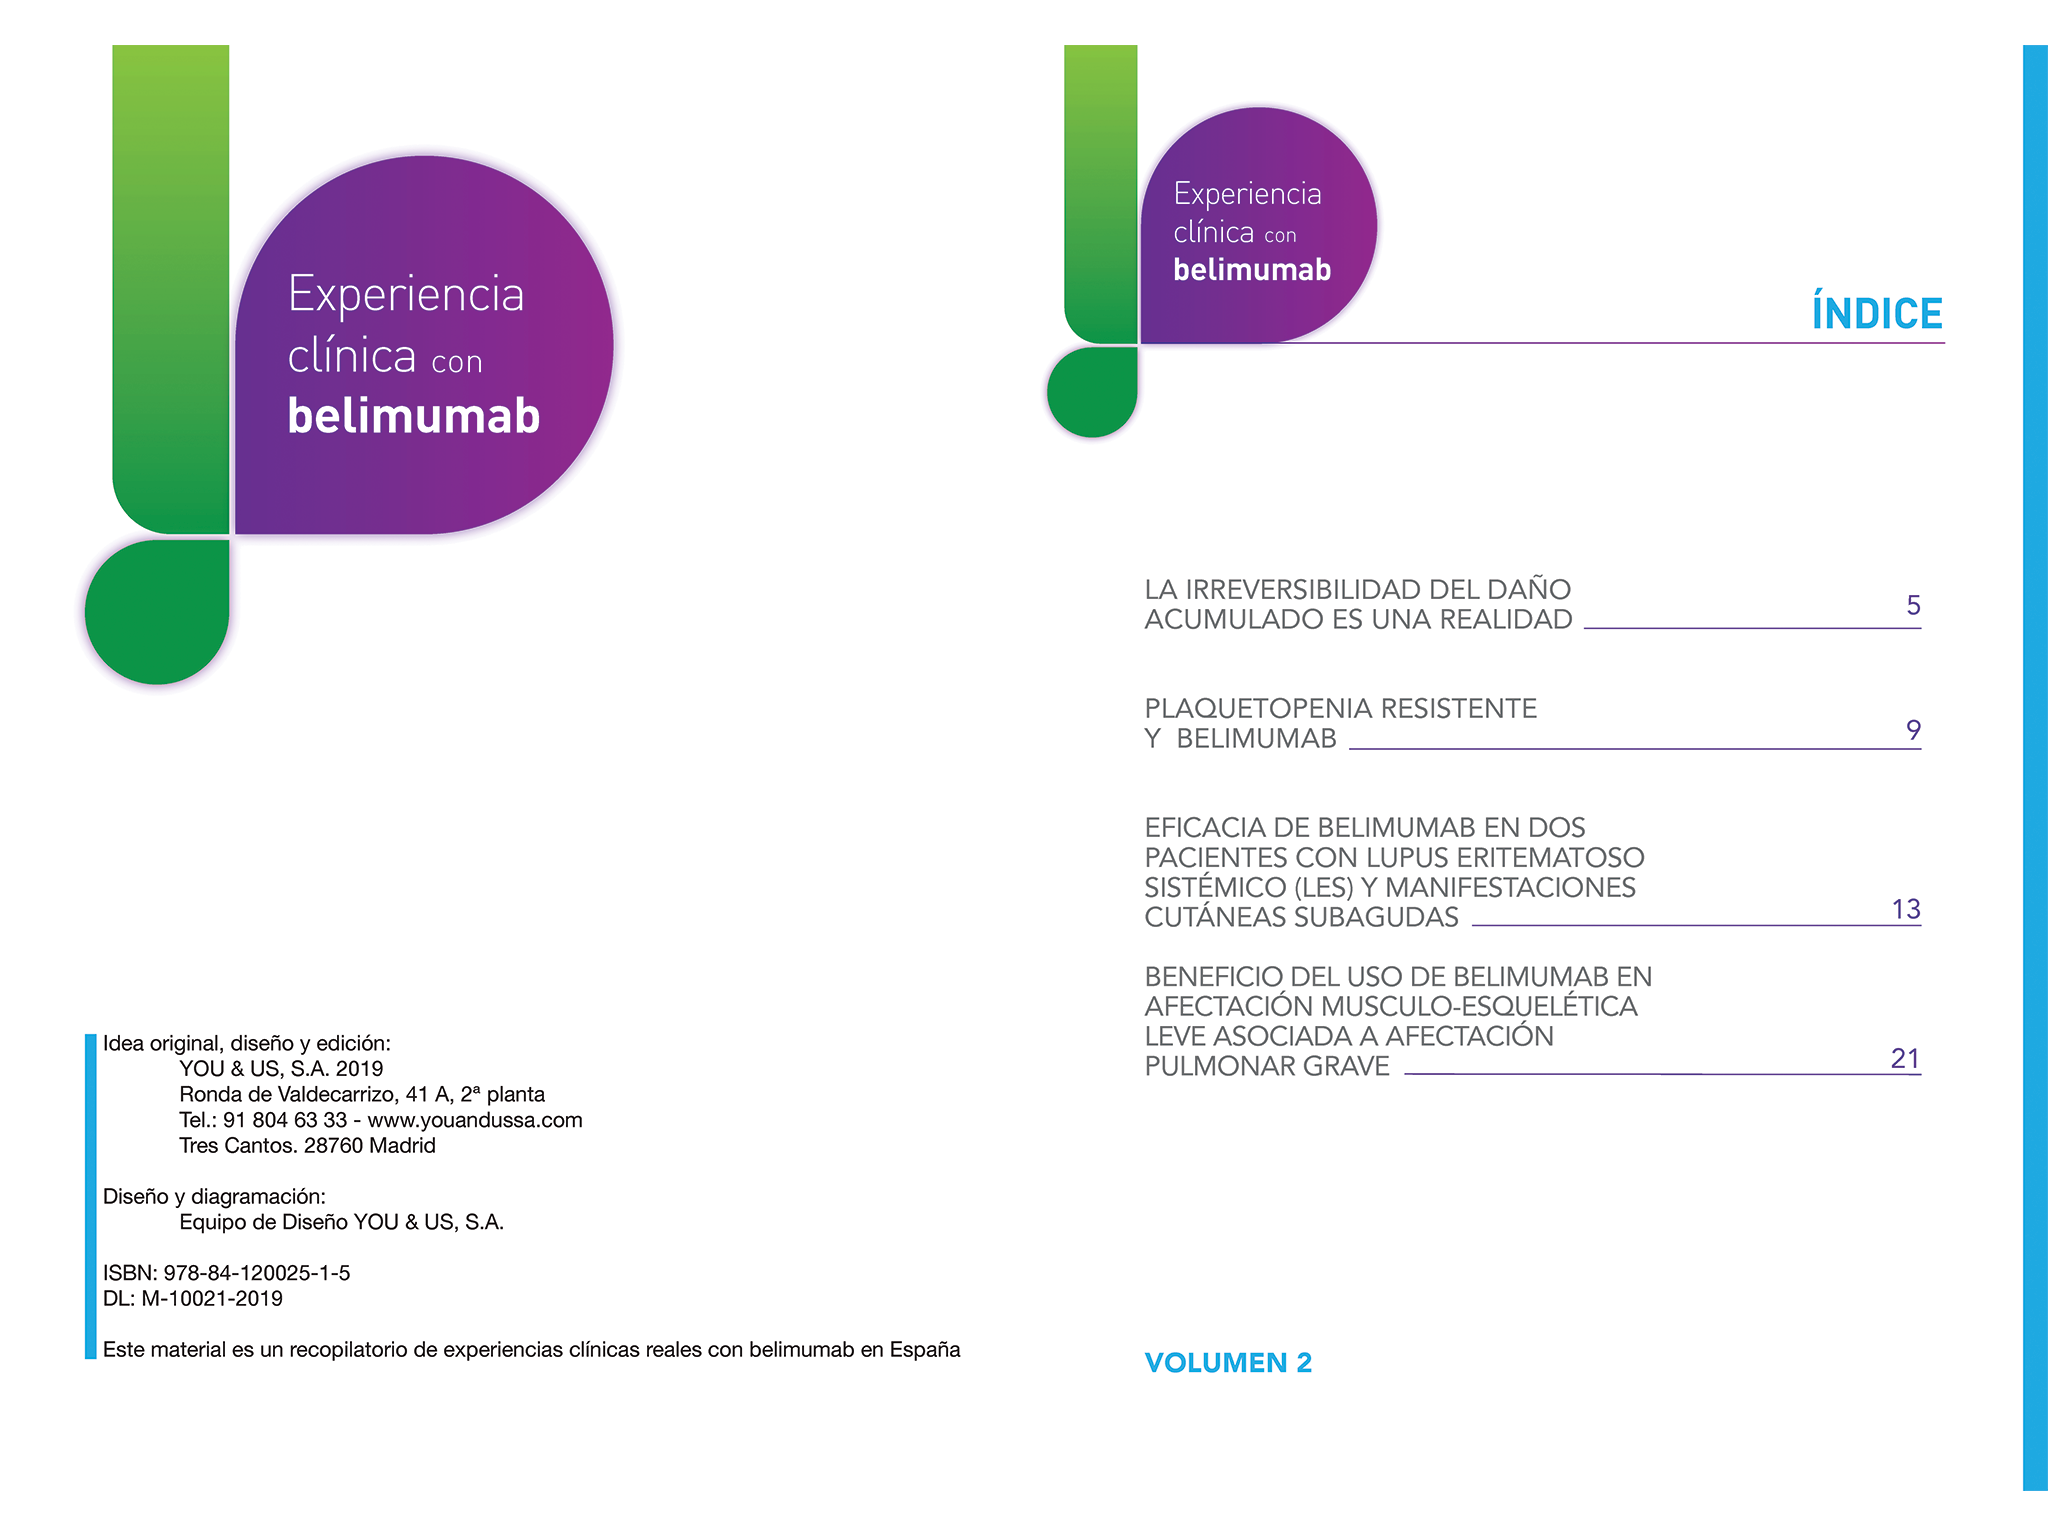 Experiencia
clínica con
belimumab
Idea original, diseño y edición:
YOU & US, S.A. 2019
Ronda de Valdecarrizo, 41 A, 2ª planta
Tel.: 91 804 63 33 - www.youandussa.com
Tres Cantos. 28760 Madrid
Diseño y diagramación:
Equipo de Diseño YOU & US, S.A.
ISBN: 978-84-120025-1-5
DL: M-10021-2019
Este material es un recopilatorio de experiencias clínicas reales con belimumab en España
Experiencia
clínica con
belimumab
ÍNDICE
LA IRREVERSIBILIDAD DEL DAÑO
ACUMULADO ES UNA REALIDAD 5
PLAQUETOPENIA RESISTENTE
Y BELIMUMAB 9
EFICACIA DE BELIMUMAB EN DOS
PACIENTES CON LUPUS ERITEMATOSO
SISTÉMICO (LES) Y MANIFESTACIONES
CUTÁNEAS SUBAGUDAS 13
BENEFICIO DEL USO DE BELIMUMAB EN
AFECTACIÓN MUSCULO-ESQUELÉTICA
LEVE ASOCIADA A AFECTACIÓN
PULMONAR GRAVE 21
VOLUMEN 2